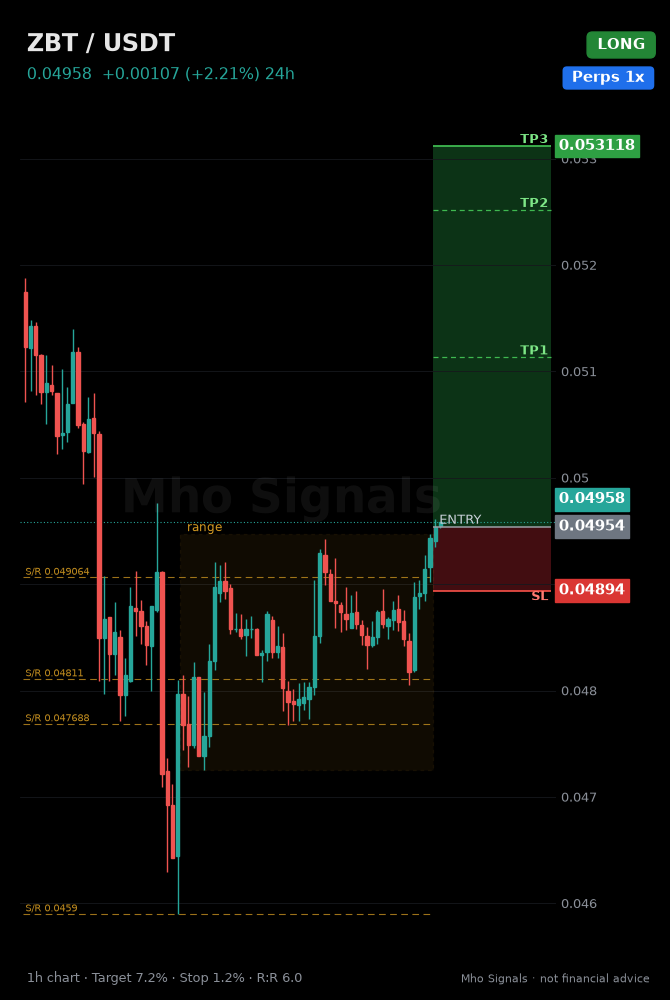 ZBT / USDT
LONG
0.04958 +0.00107 (+2.21%) 24h
Perps 1x
TP3
0.053118
0.053
TP2
0.052
TP1
0.051
0.05
Mho Signals
0.04958
ENTRY
0.04954
range
S/R 0.049064
0.04894
SL
S/R 0.04811
0.048
S/R 0.047688
0.047
S/R 0.0459
0.046
1h chart · Target 7.2% · Stop 1.2% · R:R 6.0
Mho Signals · not financial advice